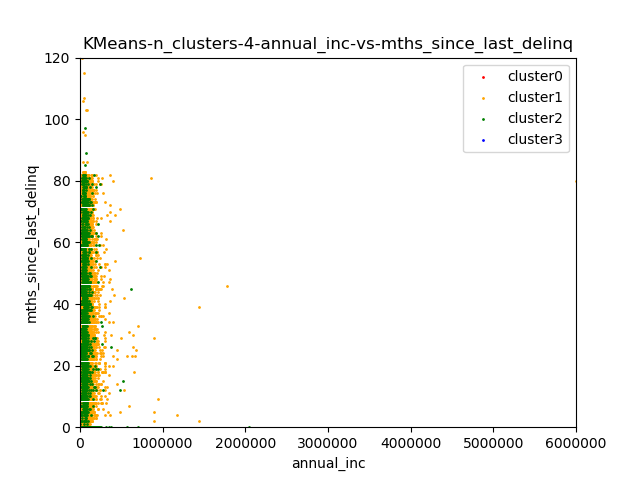 KMeans-n_clusters-4-annual_inc-vs-mths_since_last_delinq
120
100
80
60
40
20
0
mths_since_last_delinq
cluster0
cluster1
cluster2
cluster3
0 1000000 2000000 3000000 4000000 5000000 6000000
annual_inc